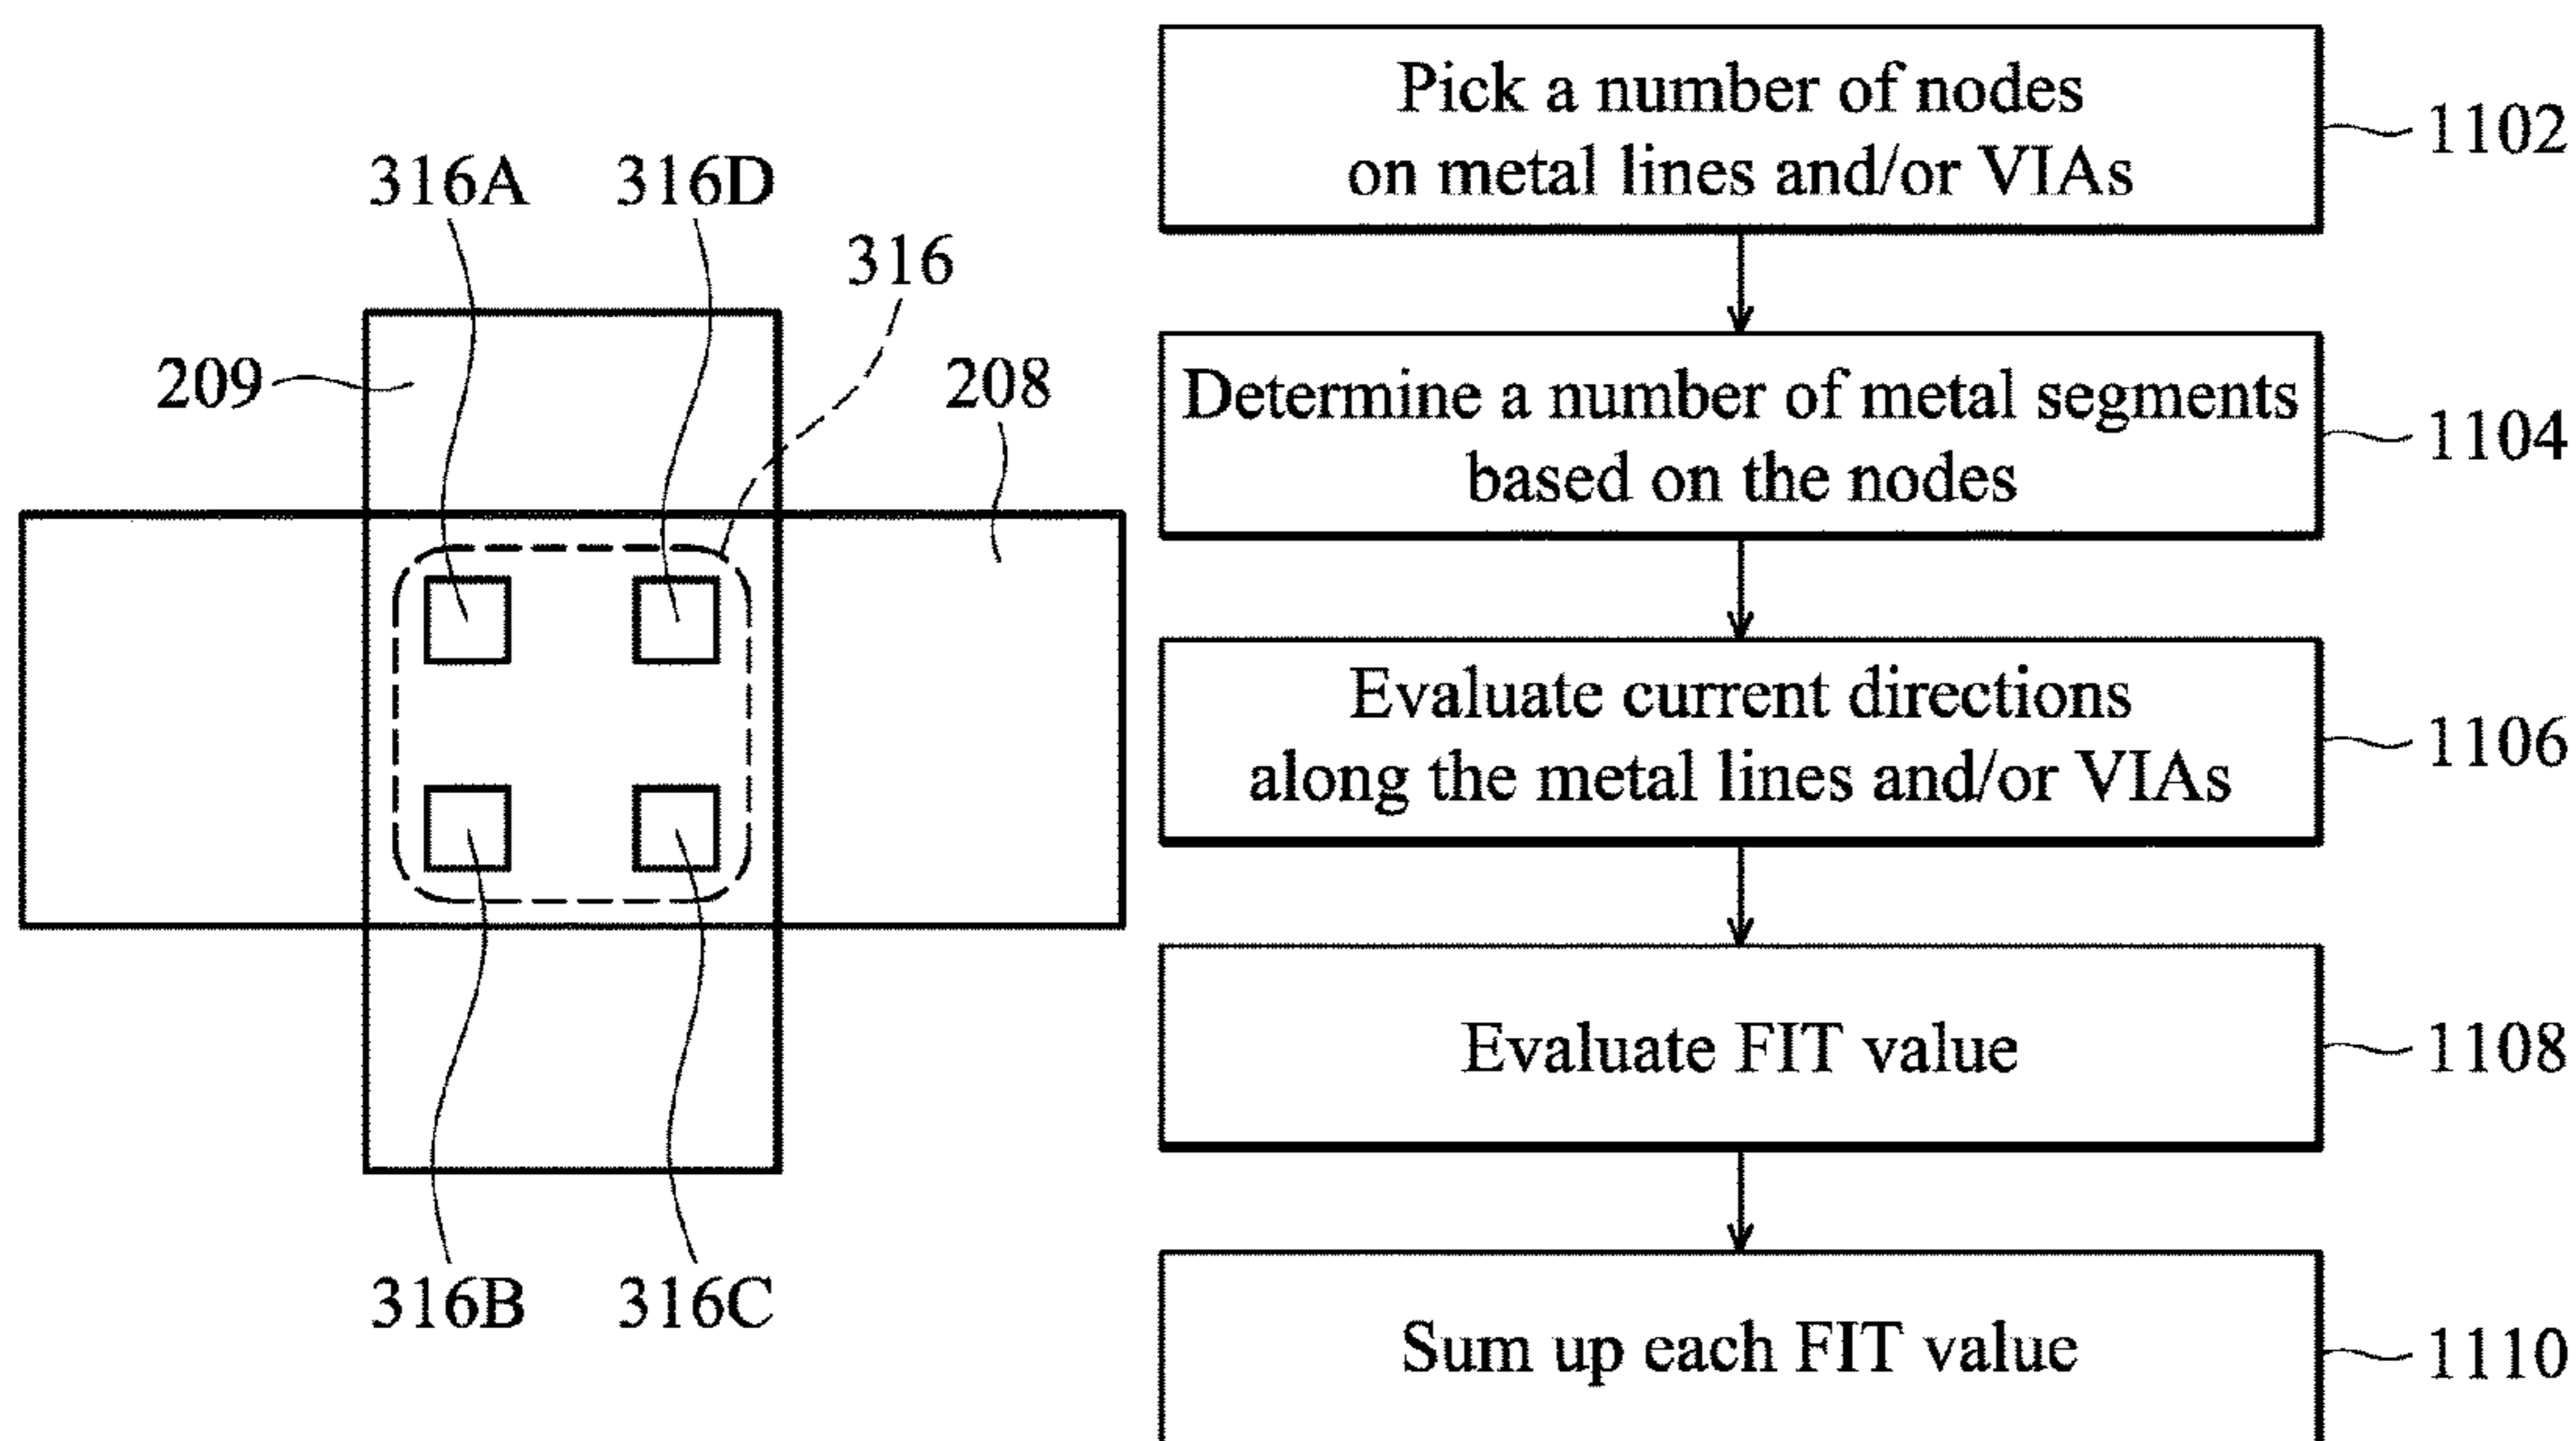 316A
316D
316
209
208
316B
316C
Pick a number of nodes
on metal lines and/or VIAs
1102
Determine a number of metal segments
based on the nodes
1104
Evaluate current directions
along the metal lines and/or VIAs
1106
Evaluate FIT value
1108
Sum up each FIT value
1110